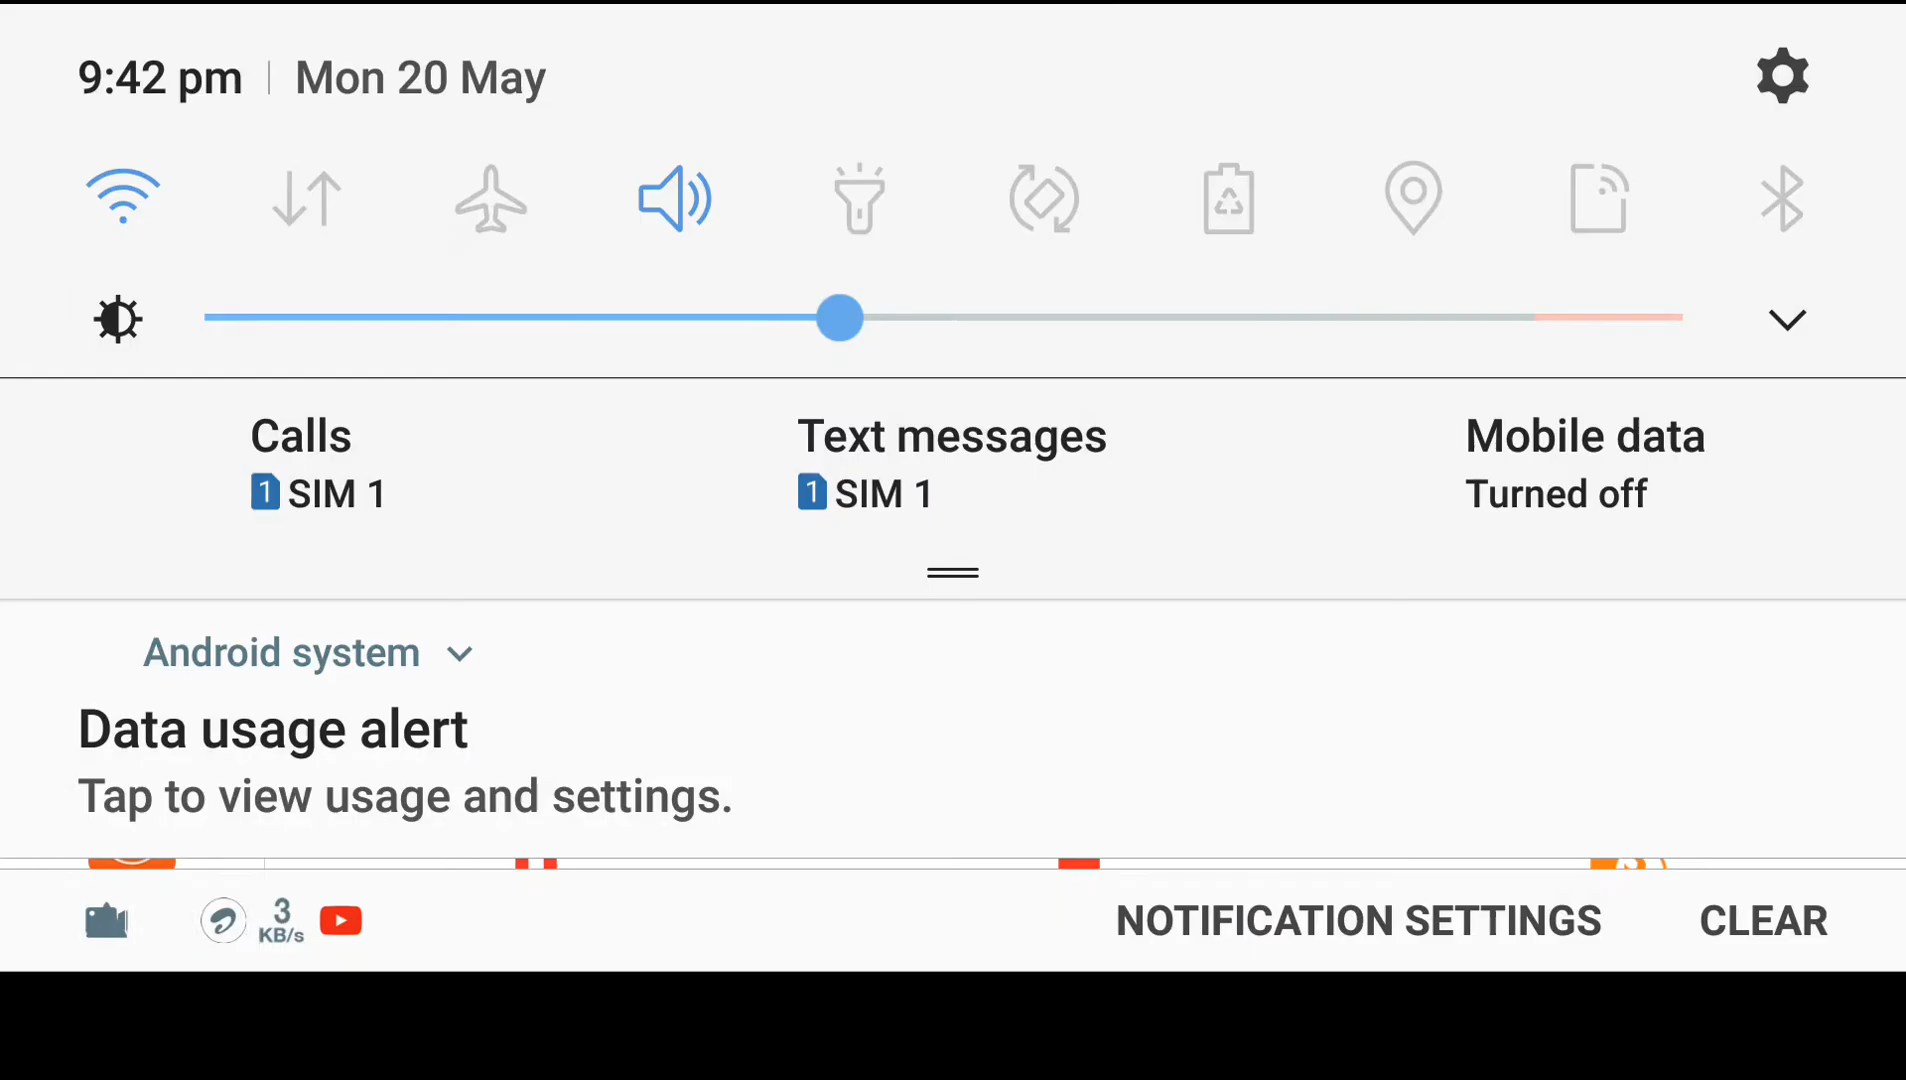 9:42 pm | Mon 20 May
Calls
1 SIM 1
Text messages
1 SIM 1
Mobile data
Turned off
Android system
Data usage alert
Tap to view usage and settings.
3
KB/s
NOTIFICATION SETTINGS
CLEAR